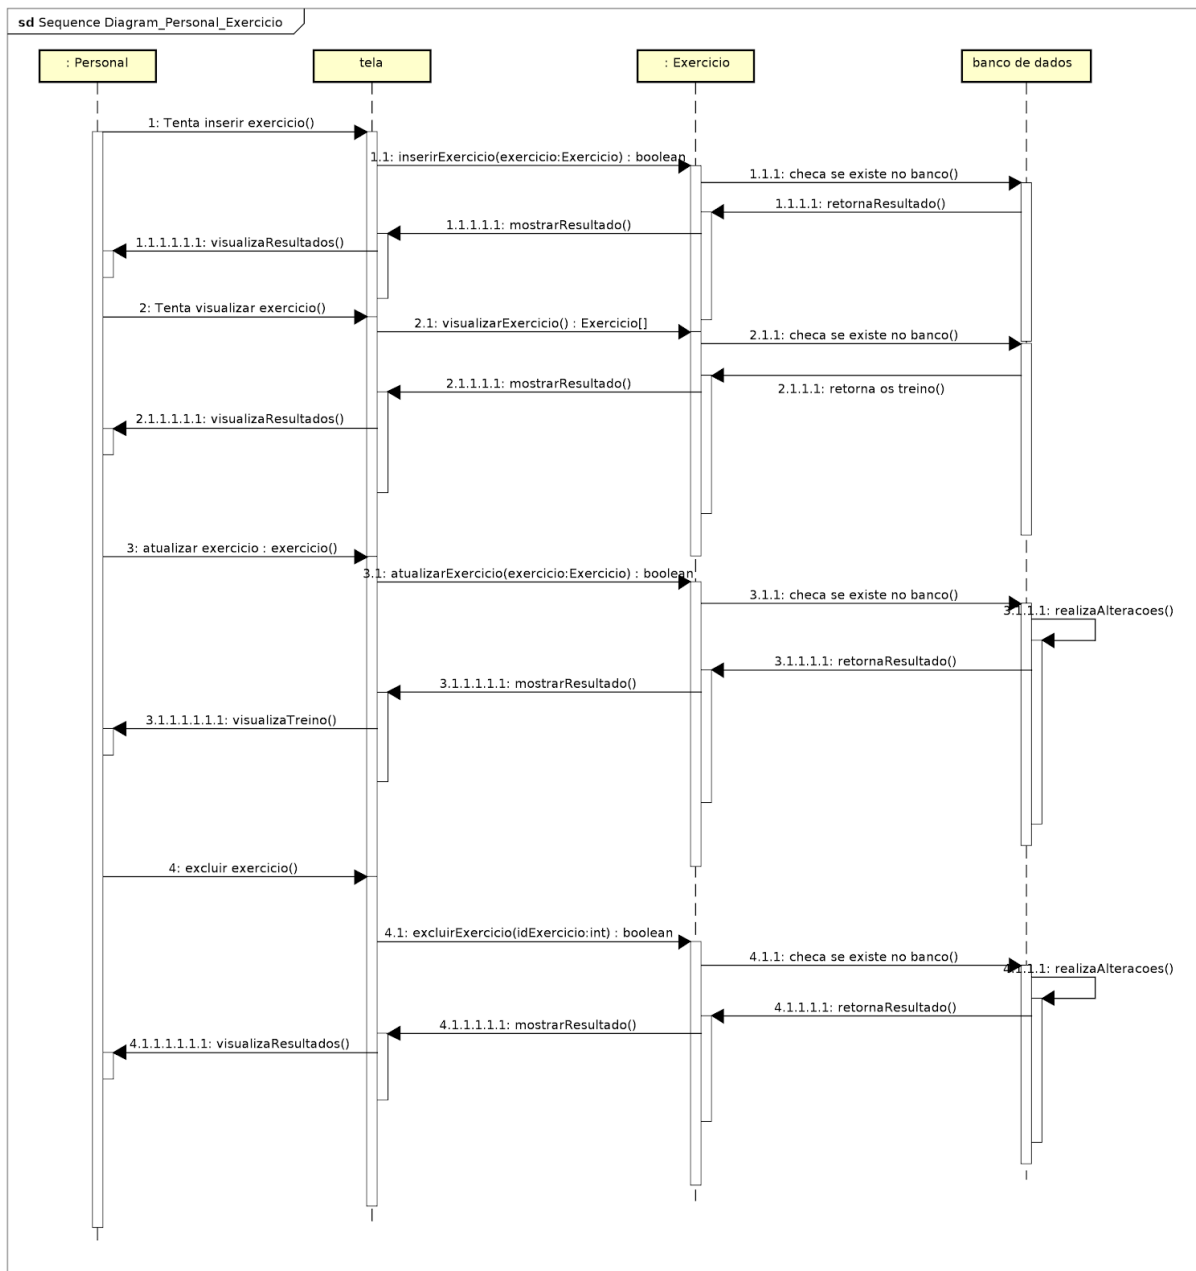 sd Sequence Diagram_Personal_Exercicio
: Personal
tela
: Exercicio
banco de dados
1: Tenta inserir exercicio()
1.1: inserirExercicio(exercicio:Exercicio) : boolean
1.1.1: checa se existe no banco()
1.1.1.1: retornaResultado()
1.1.1.1.1: mostrarResultado()
1.1.1.1.1.1: visualizaResultados()
2: Tenta visualizar exercicio()
2.1: visualizarExercicio() : Exercicio[]
2.1.1: checa se existe no banco()
2.1.1.1: retorna os treino()
2.1.1.1.1: mostrarResultado()
2.1.1.1.1.1: visualizaResultados()
3: atualizar exercicio : exercicio()
3.1: atualizarExercicio(exercicio:Exercicio) : boolean
3.1.1: checa se existe no banco()
3.1.1.1: realizaAlteracoes()
3.1.1.1.1: retornaResultado()
3.1.1.1.1.1: mostrarResultado()
3.1.1.1.1.1.1: visualizaTreino()
4: excluir exercicio()
4.1: excluirExercicio(idExercicio:int) : boolean
4.1.1: checa se existe no banco()
4.1.1.1: realizaAlteracoes()
4.1.1.1.1: retornaResultado()
4.1.1.1.1.1: mostrarResultado()
4.1.1.1.1.1.1: visualizaResultados()